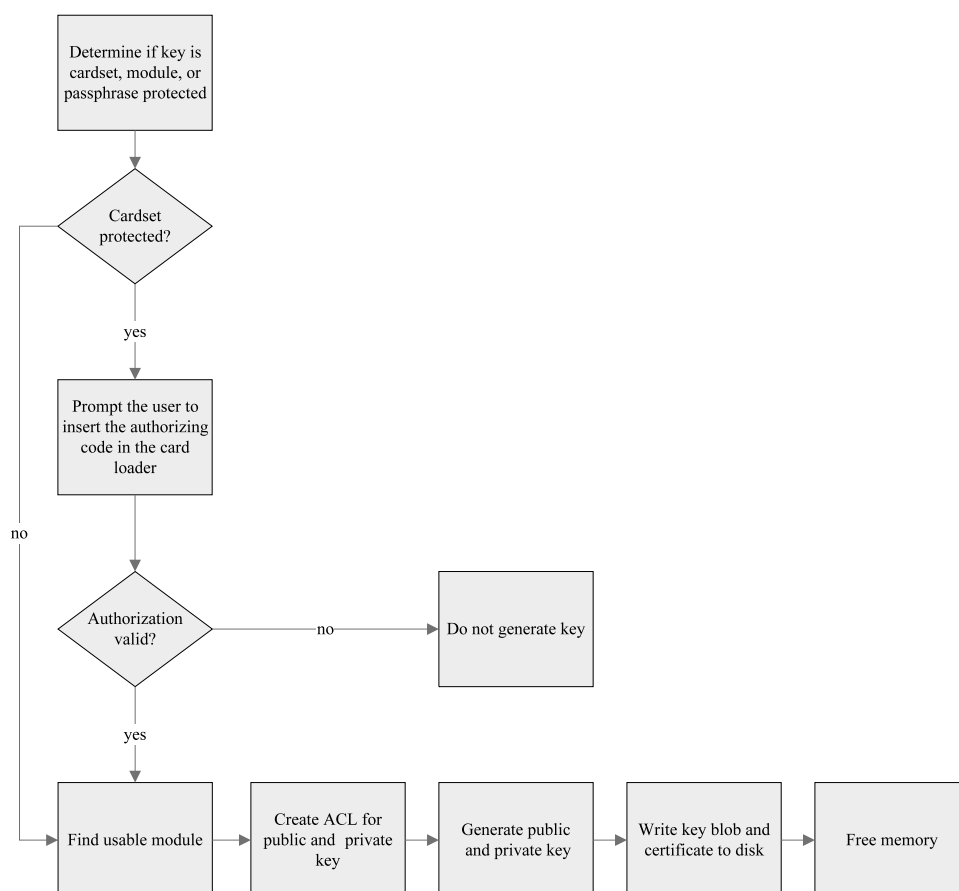 Determine if key is
cardset, module, or
passphrase protected
Cardset
protected?
yes
Prompt the user to
insert the authorizing
code in the card
loader
no
Authorization
valid?
no
Do not generate key
yes
Find usable module
Create ACL for
public and private
key
Generate public
and private key
Write key blob and
certificate to disk
Free memory